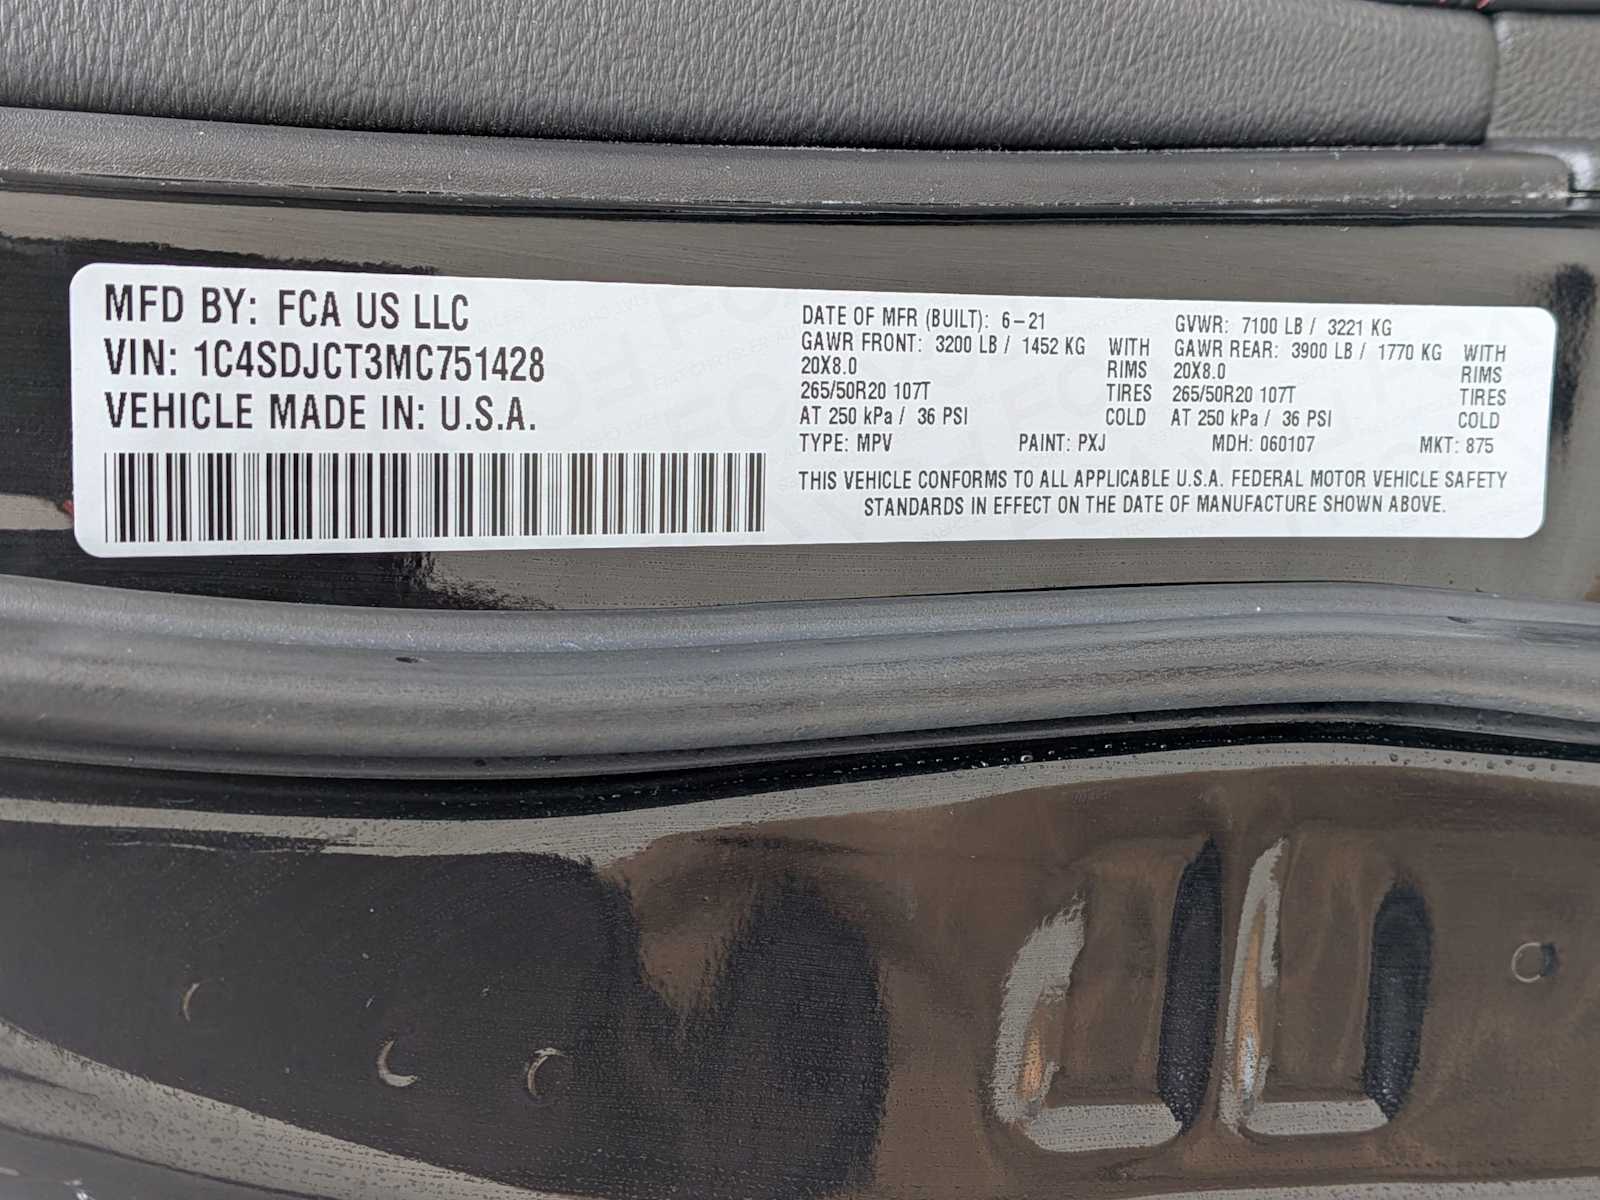 MFD BY: FCA US LLC
VIN: 1C4SDJCT3MC751428
VEHICLE MADE IN: U.S.A.
DATE OF MFR (BUILT): 6-21
GAWR FRONT: 3200 LB / 1452 KG WITH
20X8.0 RIMS
265/50R20 107T TIRES
AT 250 kPa / 36 PSI COLD
GVWR: 7100 LB / 3221 KG
GAWR REAR: 3900 LB / 1770 KG WITH
20X8.0 RIMS
265/50R20 107T TIRES
AT 250 kPa / 36 PSI COLD
TYPE: MPV PAINT: PXJ MDH: 060107 MKT: 875
THIS VEHICLE CONFORMS TO ALL APPLICABLE U.S.A. FEDERAL MOTOR VEHICLE SAFETY
STANDARDS IN EFFECT ON THE DATE OF MANUFACTURE SHOWN ABOVE.